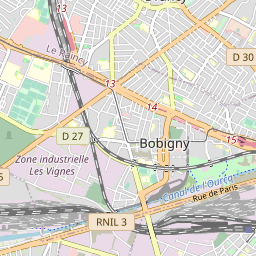 Le Raincy
D 30
13
13
14
D 27
15
Bobigny
Zone industrielle
Les Vignes
Canal de l'Ourcq
Rue de Paris
RNIL 3